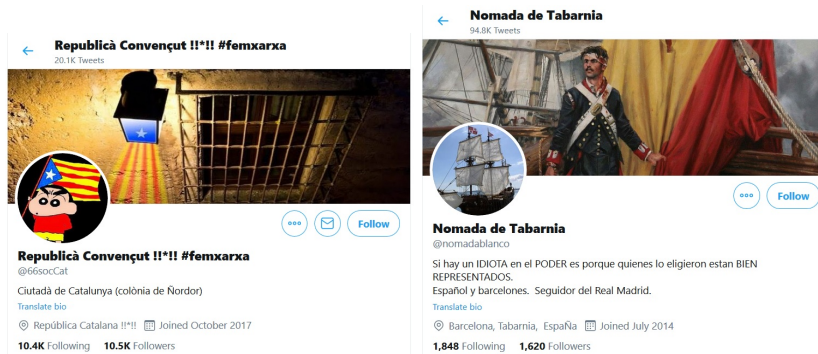 Republicà Convençut !!*!! #femxarxa
20.1K Tweets
Follow
Republicà Convençut !!*!! #femxarxa
@66socCat
Ciutadà de Catalunya (colònia de Ñordor)
Translate bio
República Catalana !!*!! Joined October 2017
10.4K Following 10.5K Followers
Nomada de Tabarnia
94.8K Tweets
Follow
Nomada de Tabarnia
@nomadablanco
Si hay un IDIOTA en el PODER es porque quienes lo eligieron estan BIEN
REPRESENTADOS.
Español y barcelones. Seguidor del Real Madrid.
Translate bio
Barcelona, Tabarnia, EspaÑa Joined July 2014
1,848 Following 1,620 Followers